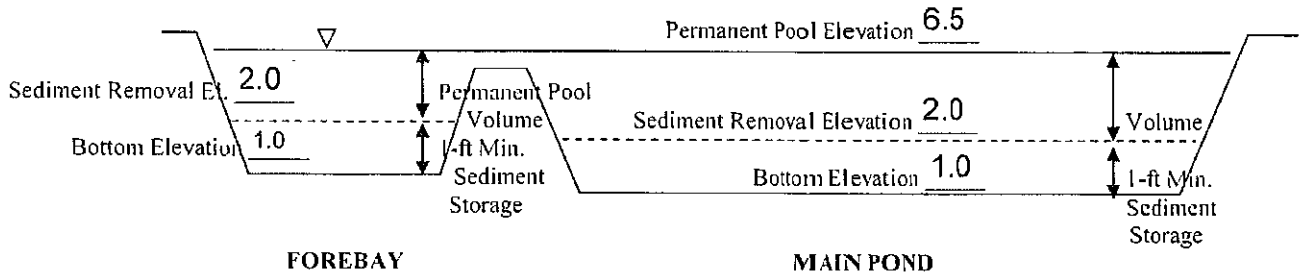 Permanent Pool Elevation 6.5
Sediment Removal El. 2.0
Permanent Pool
Volume
Sediment Removal Elevation 2.0
Volume
Bottom Elevation 1.0
1-ft Min.
Sediment
Storage
Bottom Elevation 1.0
1-ft Min.
Sediment
Storage
FOREBAY
MAIN POND